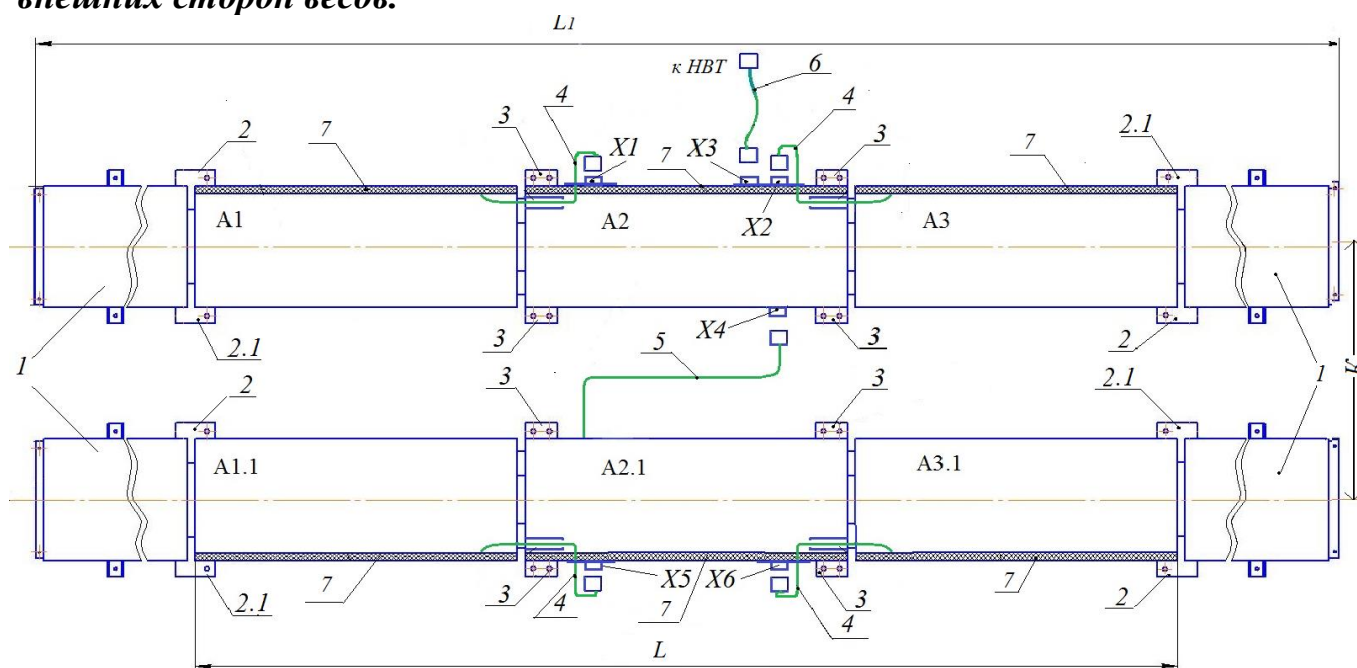 внешних сторон весов.
L1
к НВТ 6
4 4
2 7 3 X1 7 X3 3 7 2.1
X2
A1 A2 A3
1 2.1 3 X4 3 2 1
5
2 3 3 2.1
A1.1 A2.1 A3.1
2.1 7 3 4 X5 7 X6 3 4 7 2
L